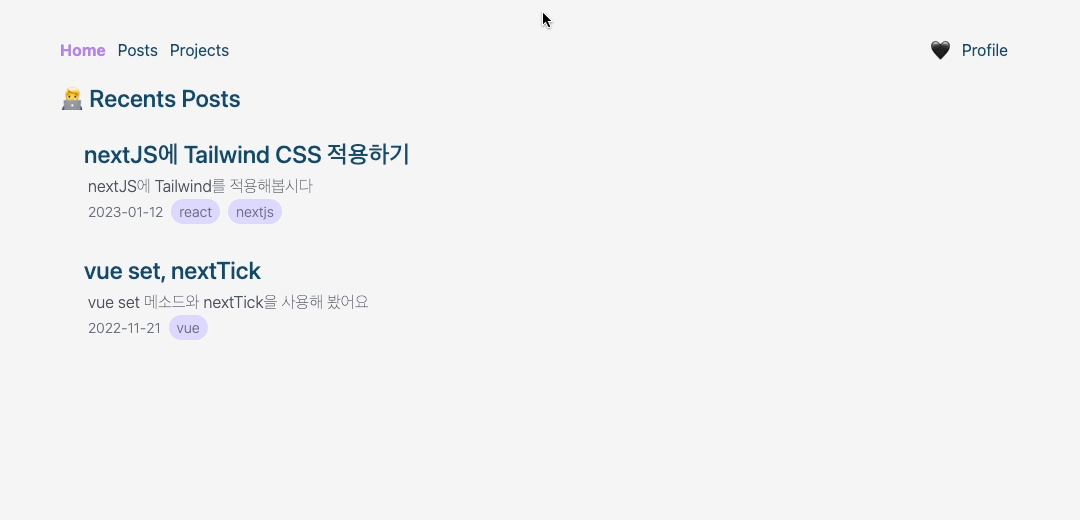 Home Posts Projects 🖤 Profile
🧑‍💻 Recents Posts
nextJS에 Tailwind CSS 적용하기
nextJS에 Tailwind를 적용해봅시다
2023-01-12 react nextjs
vue set, nextTick
vue set 메소드와 nextTick을 사용해 봤어요
2022-11-21 vue